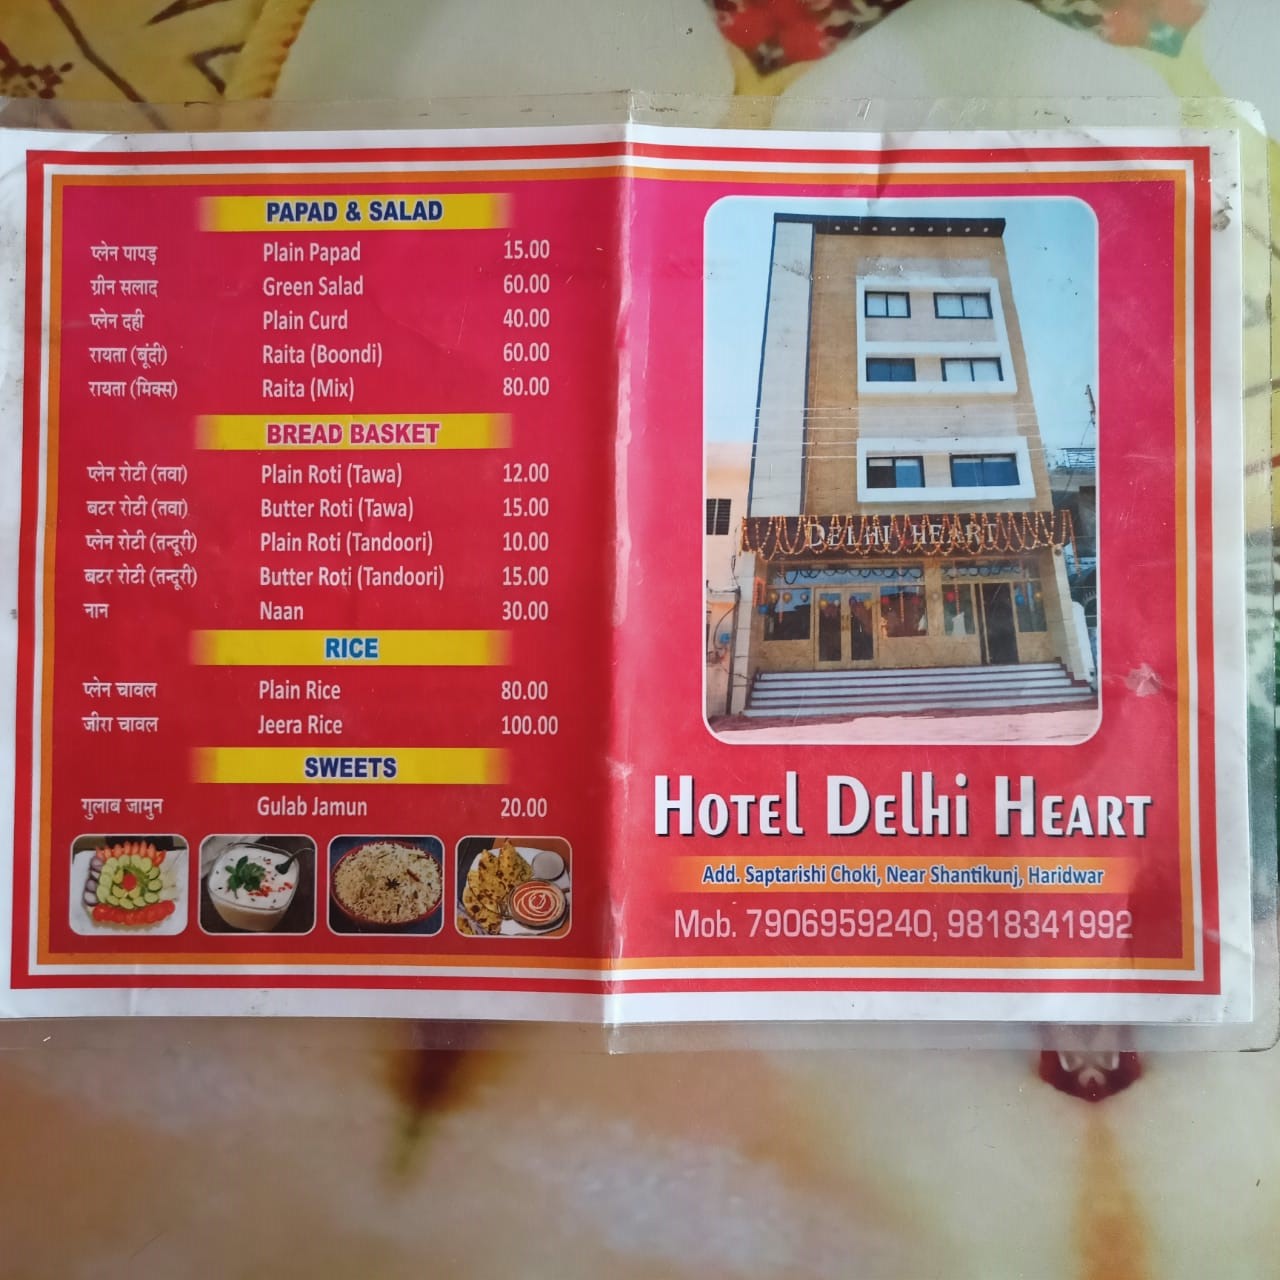 PAPAD & SALAD
प्लेन पापड़ Plain Papad 15.00
ग्रीन सलाद Green Salad 60.00
प्लेन दही Plain Curd 40.00
रायता (बूंदी) Raita (Boondi) 60.00
रायता (मिक्स) Raita (Mix) 80.00
BREAD BASKET
प्लेन रोटी (तवा) Plain Roti (Tawa) 12.00
बटर रोटी (तवा) Butter Roti (Tawa) 15.00
प्लेन रोटी (तन्दूरी) Plain Roti (Tandoori) 10.00
बटर रोटी (तन्दूरी) Butter Roti (Tandoori) 15.00
नान Naan 30.00
RICE
प्लेन चावल Plain Rice 80.00
जीरा चावल Jeera Rice 100.00
SWEETS
गुलाब जामुन Gulab Jamun 20.00
DELHI HEART
HOTEL DELHI HEART
Add. Saptarishi Choki, Near Shantikunj, Haridwar
Mob. 7906959240, 9818341992